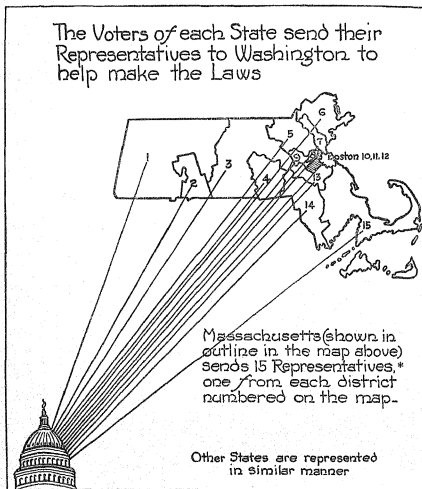 The Voters of each State send their
Representatives to Washington to
help make the Laws
6
5
7
Boston 10,11,12
1
3
9
8
2
4
13
14
15
Massachusetts (shown in
outline in the map above)
sends 15 Representatives,*
one from each district
numbered on the map-
Other States are represented
in similar manner